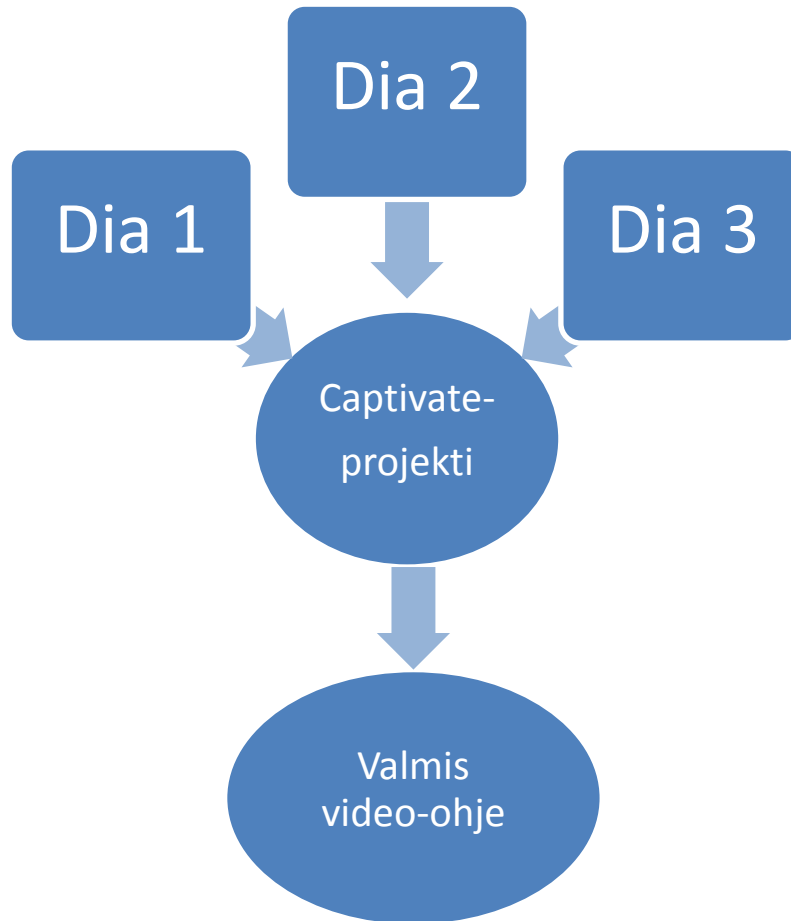 Dia 1
Dia 2
Dia 3
Captivate-
projekti
Valmis
video-ohje